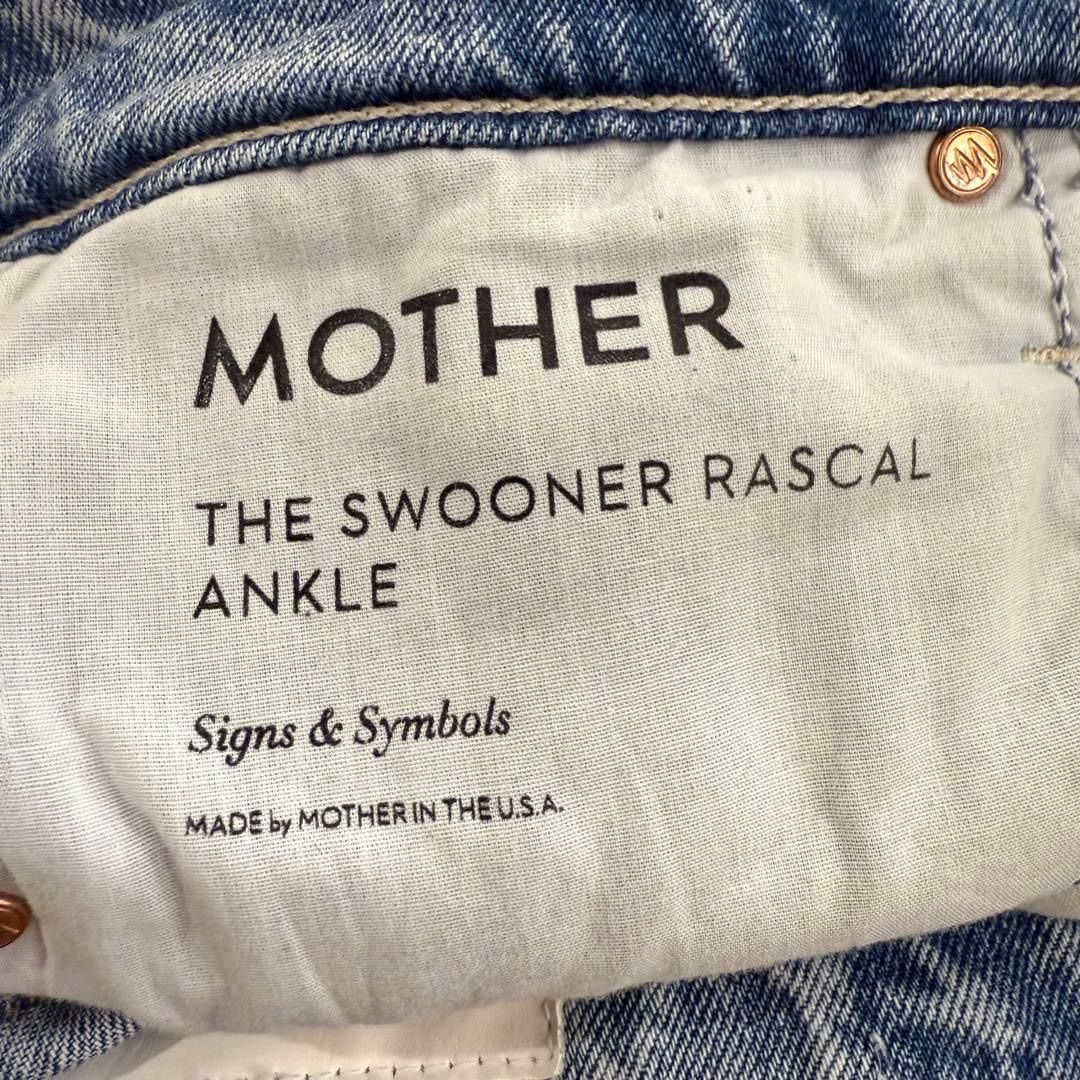 MOTHER
THE SWOONER RASCAL
ANKLE
Signs & Symbols
MADE by MOTHER IN THE U.S.A.